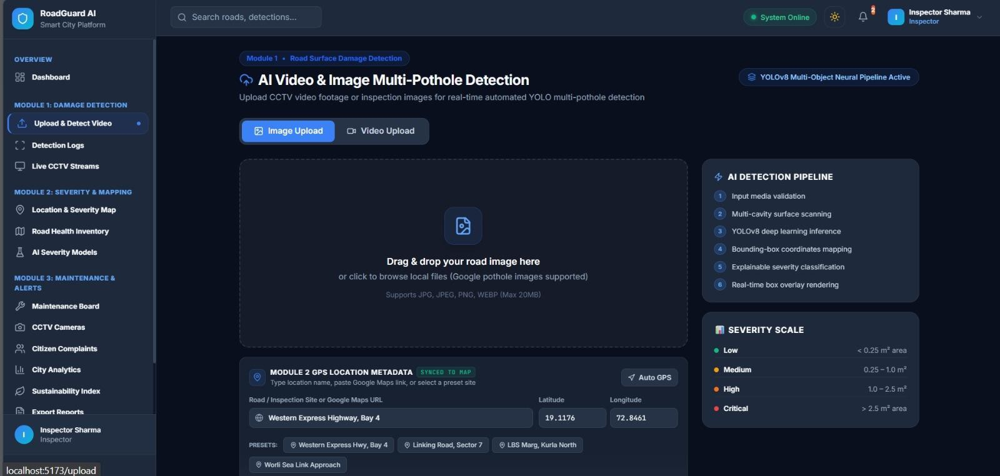 RoadGuard AI
Smart City Platform
Search roads, detections...
System Online
2
I
Inspector Sharma
Inspector
OVERVIEW
Dashboard
MODULE 1: DAMAGE DETECTION
Upload & Detect Video
Detection Logs
Live CCTV Streams
MODULE 2: SEVERITY & MAPPING
Location & Severity Map
Road Health Inventory
AI Severity Models
MODULE 3: MAINTENANCE &
ALERTS
Maintenance Board
CCTV Cameras
Citizen Complaints
City Analytics
Sustainability Index
Export Reports
I
Inspector Sharma
Inspector
localhost:5173/upload
Module 1 • Road Surface Damage Detection
AI Video & Image Multi-Pothole Detection
Upload CCTV video footage or inspection images for real-time automated YOLO multi-pothole detection
YOLOv8 Multi-Object Neural Pipeline Active
Image Upload
Video Upload
Drag & drop your road image here
or click to browse local files (Google pothole images supported)
Supports JPG, JPEG, PNG, WEBP (Max 20MB)
MODULE 2 GPS LOCATION METADATA SYNCED TO MAP
Type location name, paste Google Maps link, or select a preset site
Auto GPS
Road / Inspection Site or Google Maps URL
Latitude
Longitude
Western Express Highway, Bay 4
19.1176
72.8461
PRESETS:
Western Express Hwy, Bay 4
Linking Road, Sector 7
LBS Marg, Kurla North
Worli Sea Link Approach
AI DETECTION PIPELINE
1 Input media validation
2 Multi-cavity surface scanning
3 YOLOv8 deep learning inference
4 Bounding-box coordinates mapping
5 Explainable severity classification
6 Real-time box overlay rendering
SEVERITY SCALE
Low < 0.25 m² area
Medium 0.25 – 1.0 m²
High 1.0 – 2.5 m²
Critical > 2.5 m² area